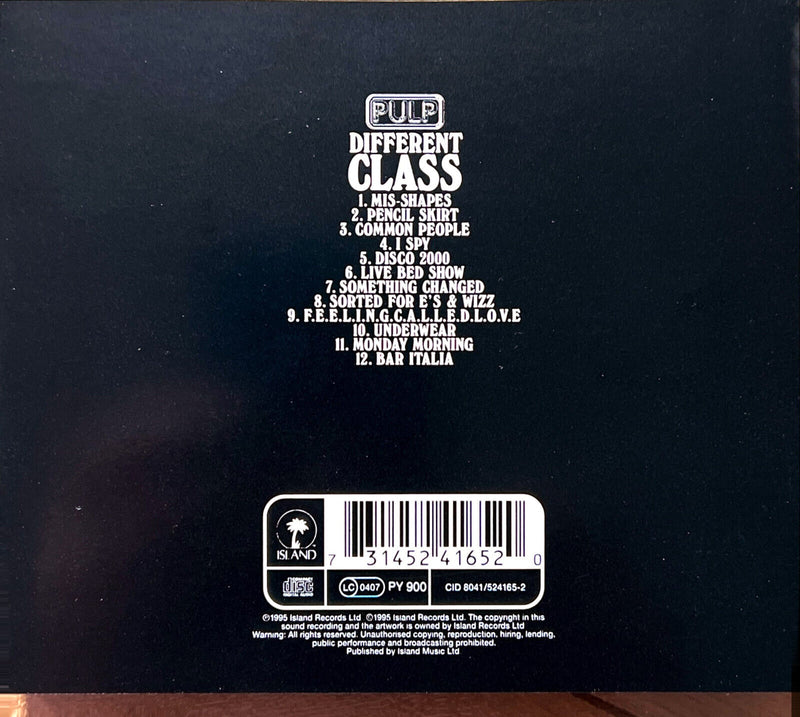 PULP
DIFFERENT
CLASS
1. MIS-SHAPES
2. PENCIL SKIRT
3. COMMON PEOPLE
4. I SPY
5. DISCO 2000
6. LIVE BED SHOW
7. SOMETHING CHANGED
8. SORTED FOR E'S & WIZZ
9. F.E.E.L.I.N.G.C.A.L.L.E.D.L.O.V.E
10. UNDERWEAR
11. MONDAY MORNING
12. BAR ITALIA
ISLAND
7 31452 41652 0
COMPACT
disc
DIGITAL AUDIO
LC 0407 PY 900 CID 8041/524165-2
℗1995 Island Records Ltd ©1995 Island Records Ltd. The copyright in this
sound recording and the artwork is owned by Island Records Ltd
Warning: All rights reserved. Unauthorised copying, reproduction, hiring, lending,
public performance and broadcasting prohibited.
Published by Island Music Ltd